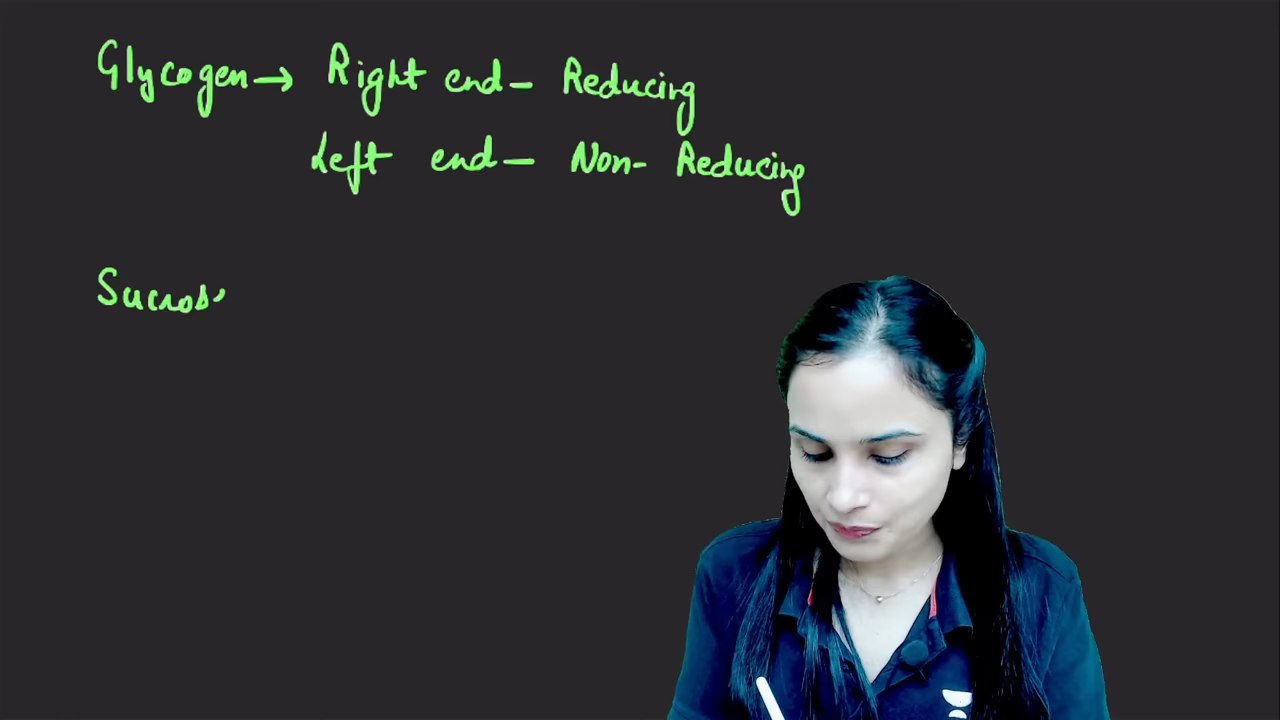 Glycogen → Right end - Reducing
Left end - Non- Reducing
Sucros